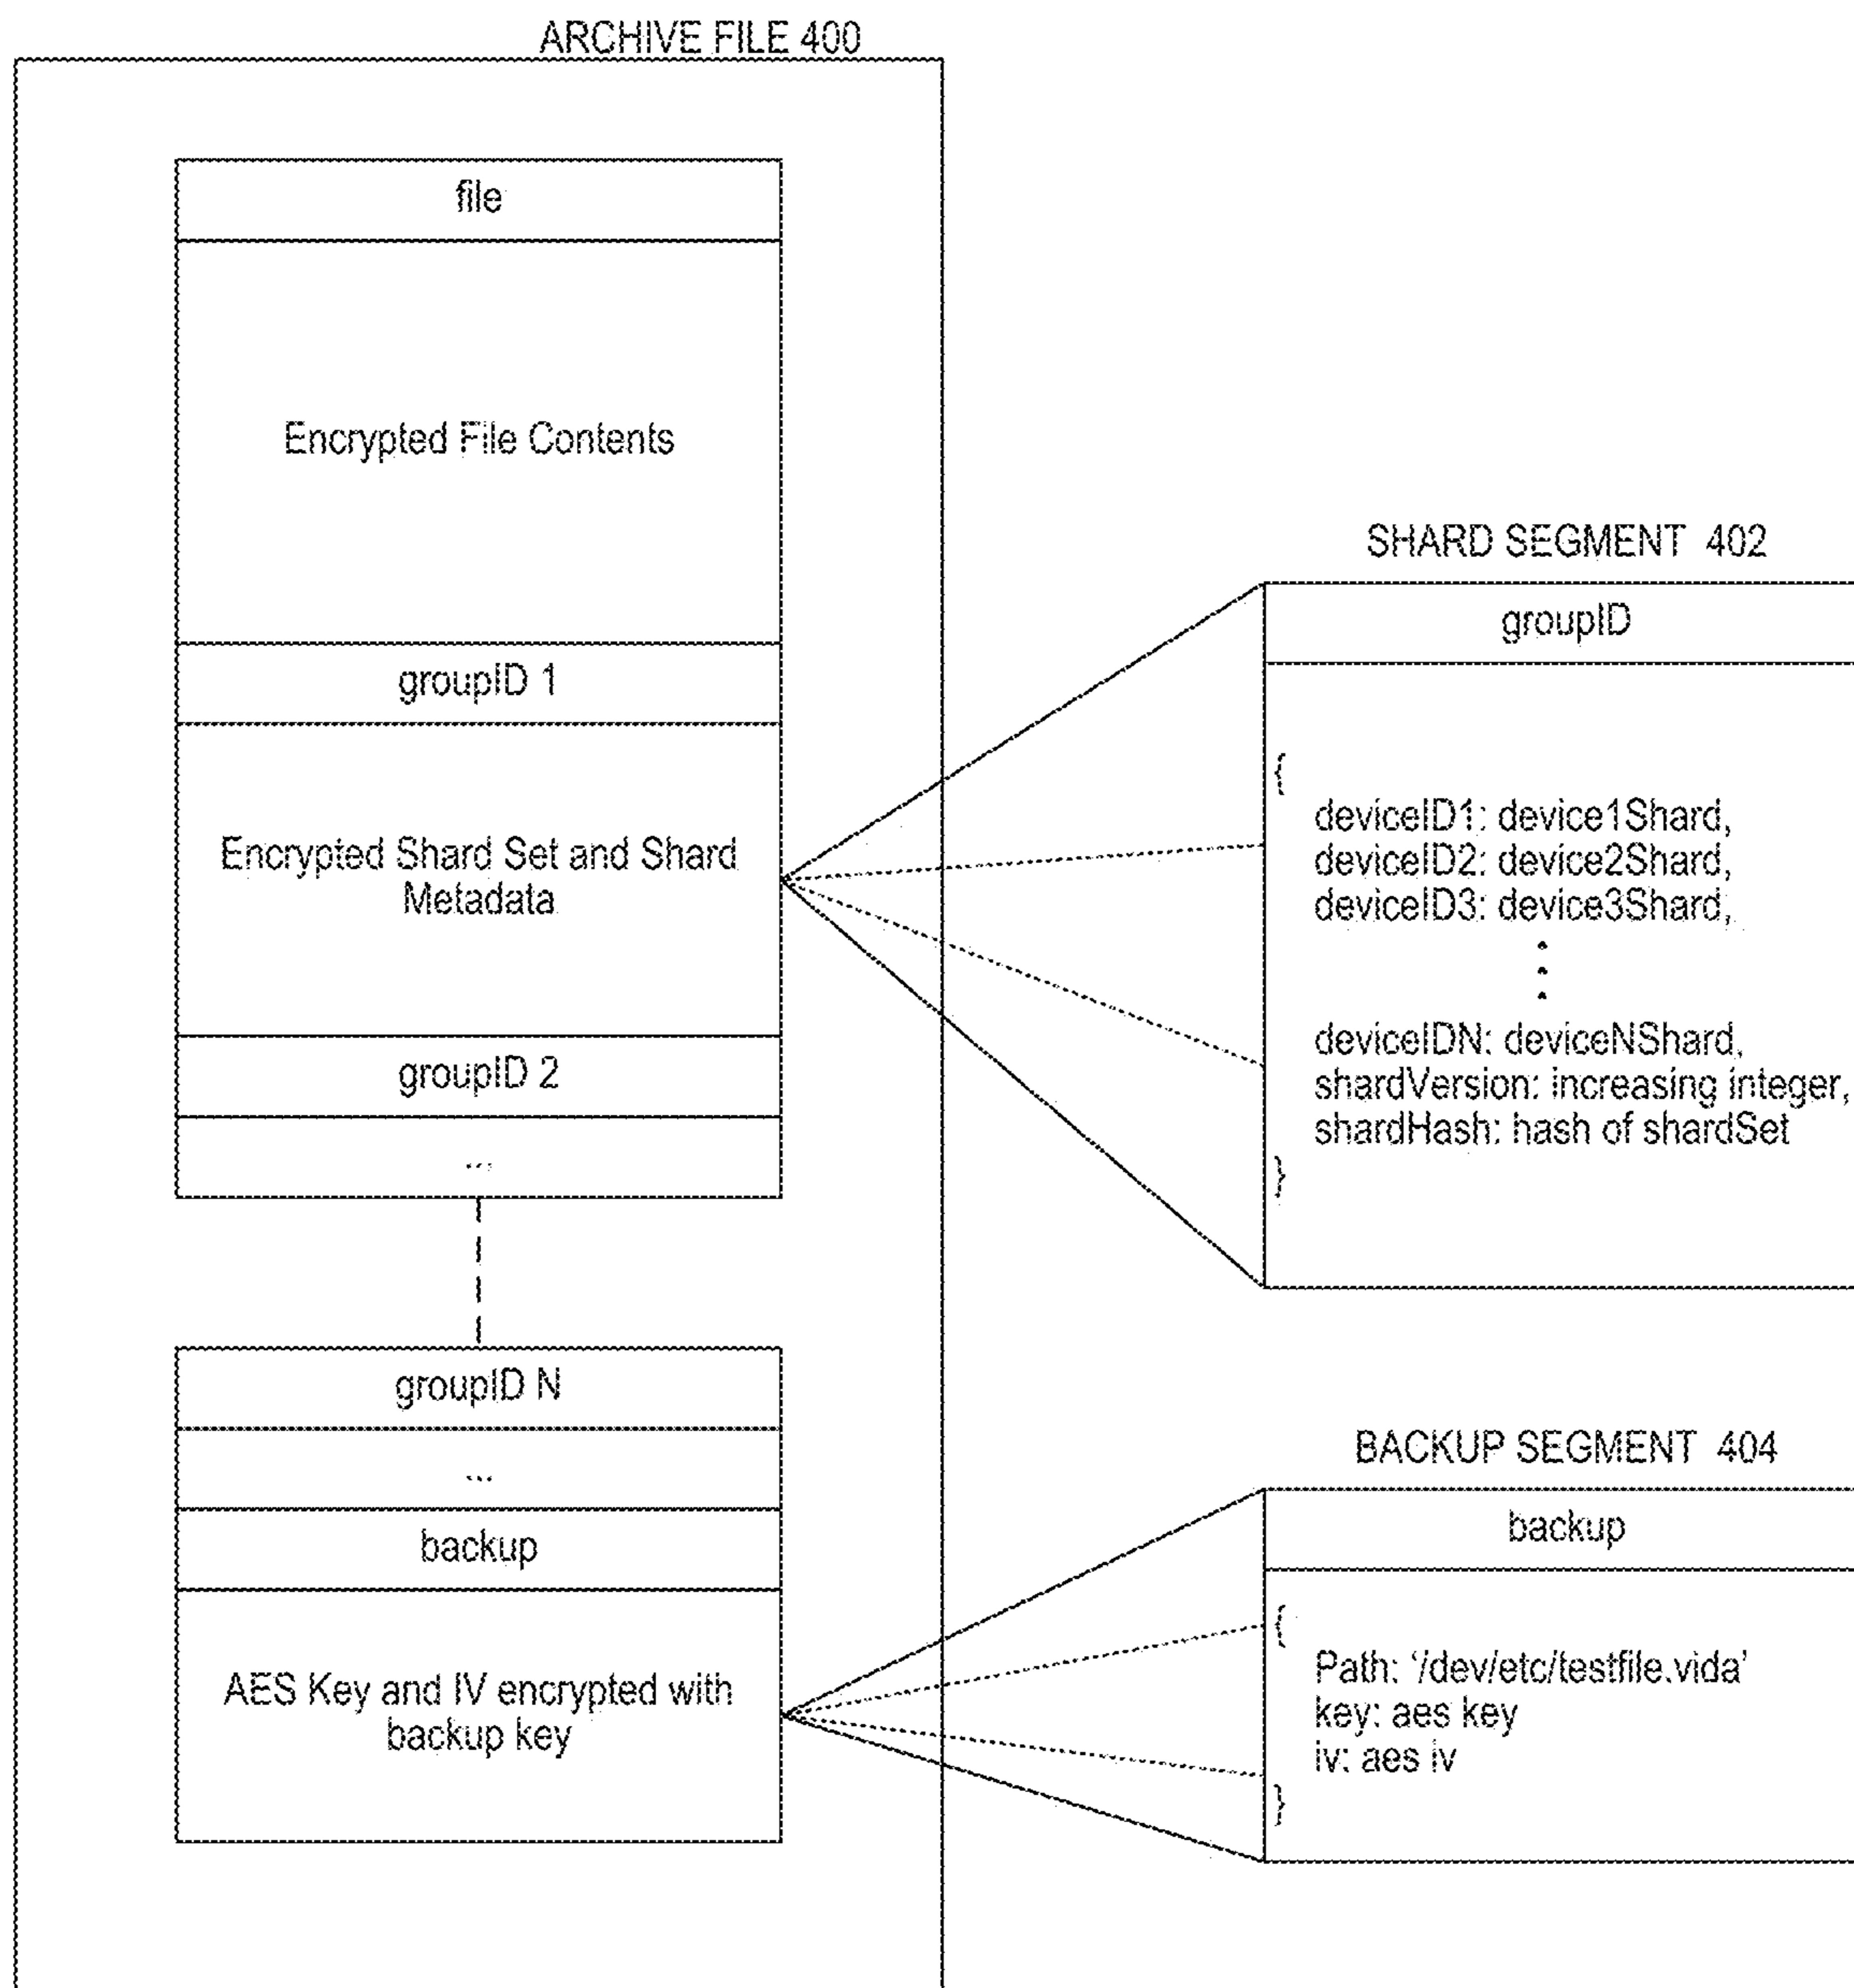 ARCHIVE FILE 400
file
Encrypted File Contents
groupID 1
Encrypted Shard Set and Shard
Metadata
groupID 2
...
groupID N
...
backup
AES Key and IV encrypted with
backup key
SHARD SEGMENT 402
groupID
{
deviceID1: device1Shard,
deviceID2: device2Shard,
deviceID3: device3Shard,
deviceIDN: deviceNShard,
shardVersion: increasing integer,
shardHash: hash of shardSet
}
BACKUP SEGMENT 404
backup
{
Path: '/dev/etc/testfile.vida'
key: aes key
iv: aes iv
}